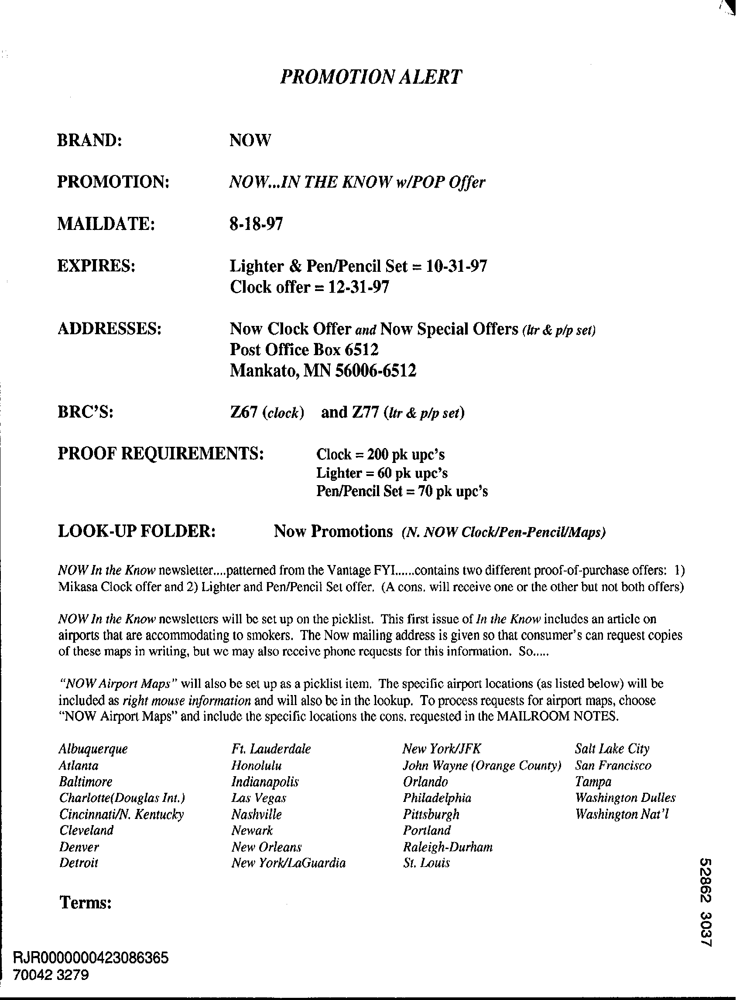 PROMOTION ALERT
BRAND: NOW
PROMOTION: NOW...IN THE KNOW w/POP Offer
MAILDATE: 8-18-97
EXPIRES: Lighter & Pen/Pencil Set = 10-31-97
Clock offer = 12-31-97
ADDRESSES: Now Clock Offer and Now Special Offers (ltr & p/p set)
Post Office Box 6512
Mankato, MN 56006-6512
BRC'S: Z67 (clock) and Z77 (ltr & p/p set)
PROOF REQUIREMENTS: Clock = 200 pk upc's
Lighter = 60 pk upc's
Pen/Pencil Set = 70 pk upc's
LOOK-UP FOLDER: Now Promotions (N. NOW Clock/Pen-Pencil/Maps)
NOW In the Know newsletter....patterned from the Vantage FYI......contains two different proof-of-purchase offers: 1)
Mikasa Clock offer and 2) Lighter and Pen/Pencil Set offer. (A cons. will receive one or the other but not both offers)
NOW In the Know newsletters will be set up on the picklist. This first issue of In the Know includes an article on
airports that are accommodating to smokers. The Now mailing address is given so that consumer's can request copies
of these maps in writing, but we may also receive phone requests for this information. So.....
"NOW Airport Maps" will also be set up as a picklist item. The specific airport locations (as listed below) will be
included as right mouse information and will also be in the lookup. To process requests for airport maps, choose
"NOW Airport Maps" and include the specific locations the cons. requested in the MAILROOM NOTES.
Albuquerque Ft. Lauderdale New York/JFK Salt Lake City
Atlanta Honolulu John Wayne (Orange County) San Francisco
Baltimore Indianapolis Orlando Tampa
Charlotte(Douglas Int.) Las Vegas Philadelphia Washington Dulles
Cincinnati/N. Kentucky Nashville Pittsburgh Washington Nat'l
Cleveland Newark Portland
Denver New Orleans Raleigh-Durham
Detroit New York/LaGuardia St. Louis
Terms:
52862 3037
RJR0000000423086365
70042 3279